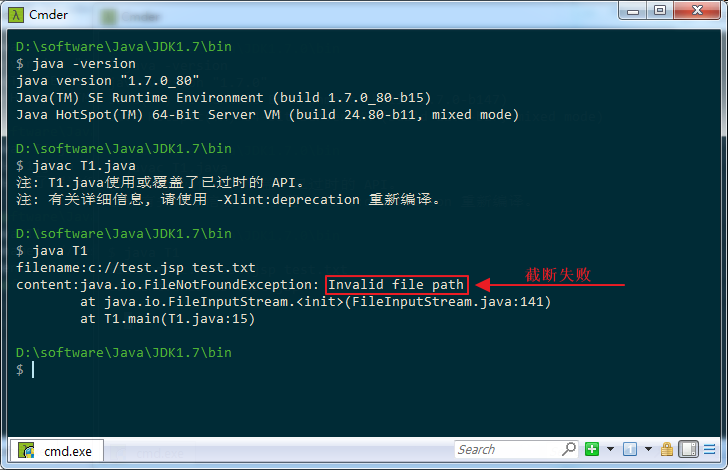 Cmder
D:\software\Java\JDK1.7\bin
$ java -version
java version "1.7.0_80"
Java(TM) SE Runtime Environment (build 1.7.0_80-b15)
Java HotSpot(TM) 64-Bit Server VM (build 24.80-b11, mixed mode)
D:\software\Java\JDK1.7\bin
$ javac T1.java
注: T1.java使用或覆盖了已过时的 API。
注: 有关详细信息, 请使用 -Xlint:deprecation 重新编译。
D:\software\Java\JDK1.7\bin
$ java T1
filename:c://test.jsp test.txt
content:java.io.FileNotFoundException: Invalid file path
截断失败
at java.io.FileInputStream.<init>(FileInputStream.java:141)
at T1.main(T1.java:15)
D:\software\Java\JDK1.7\bin
$
cmd.exe
Search